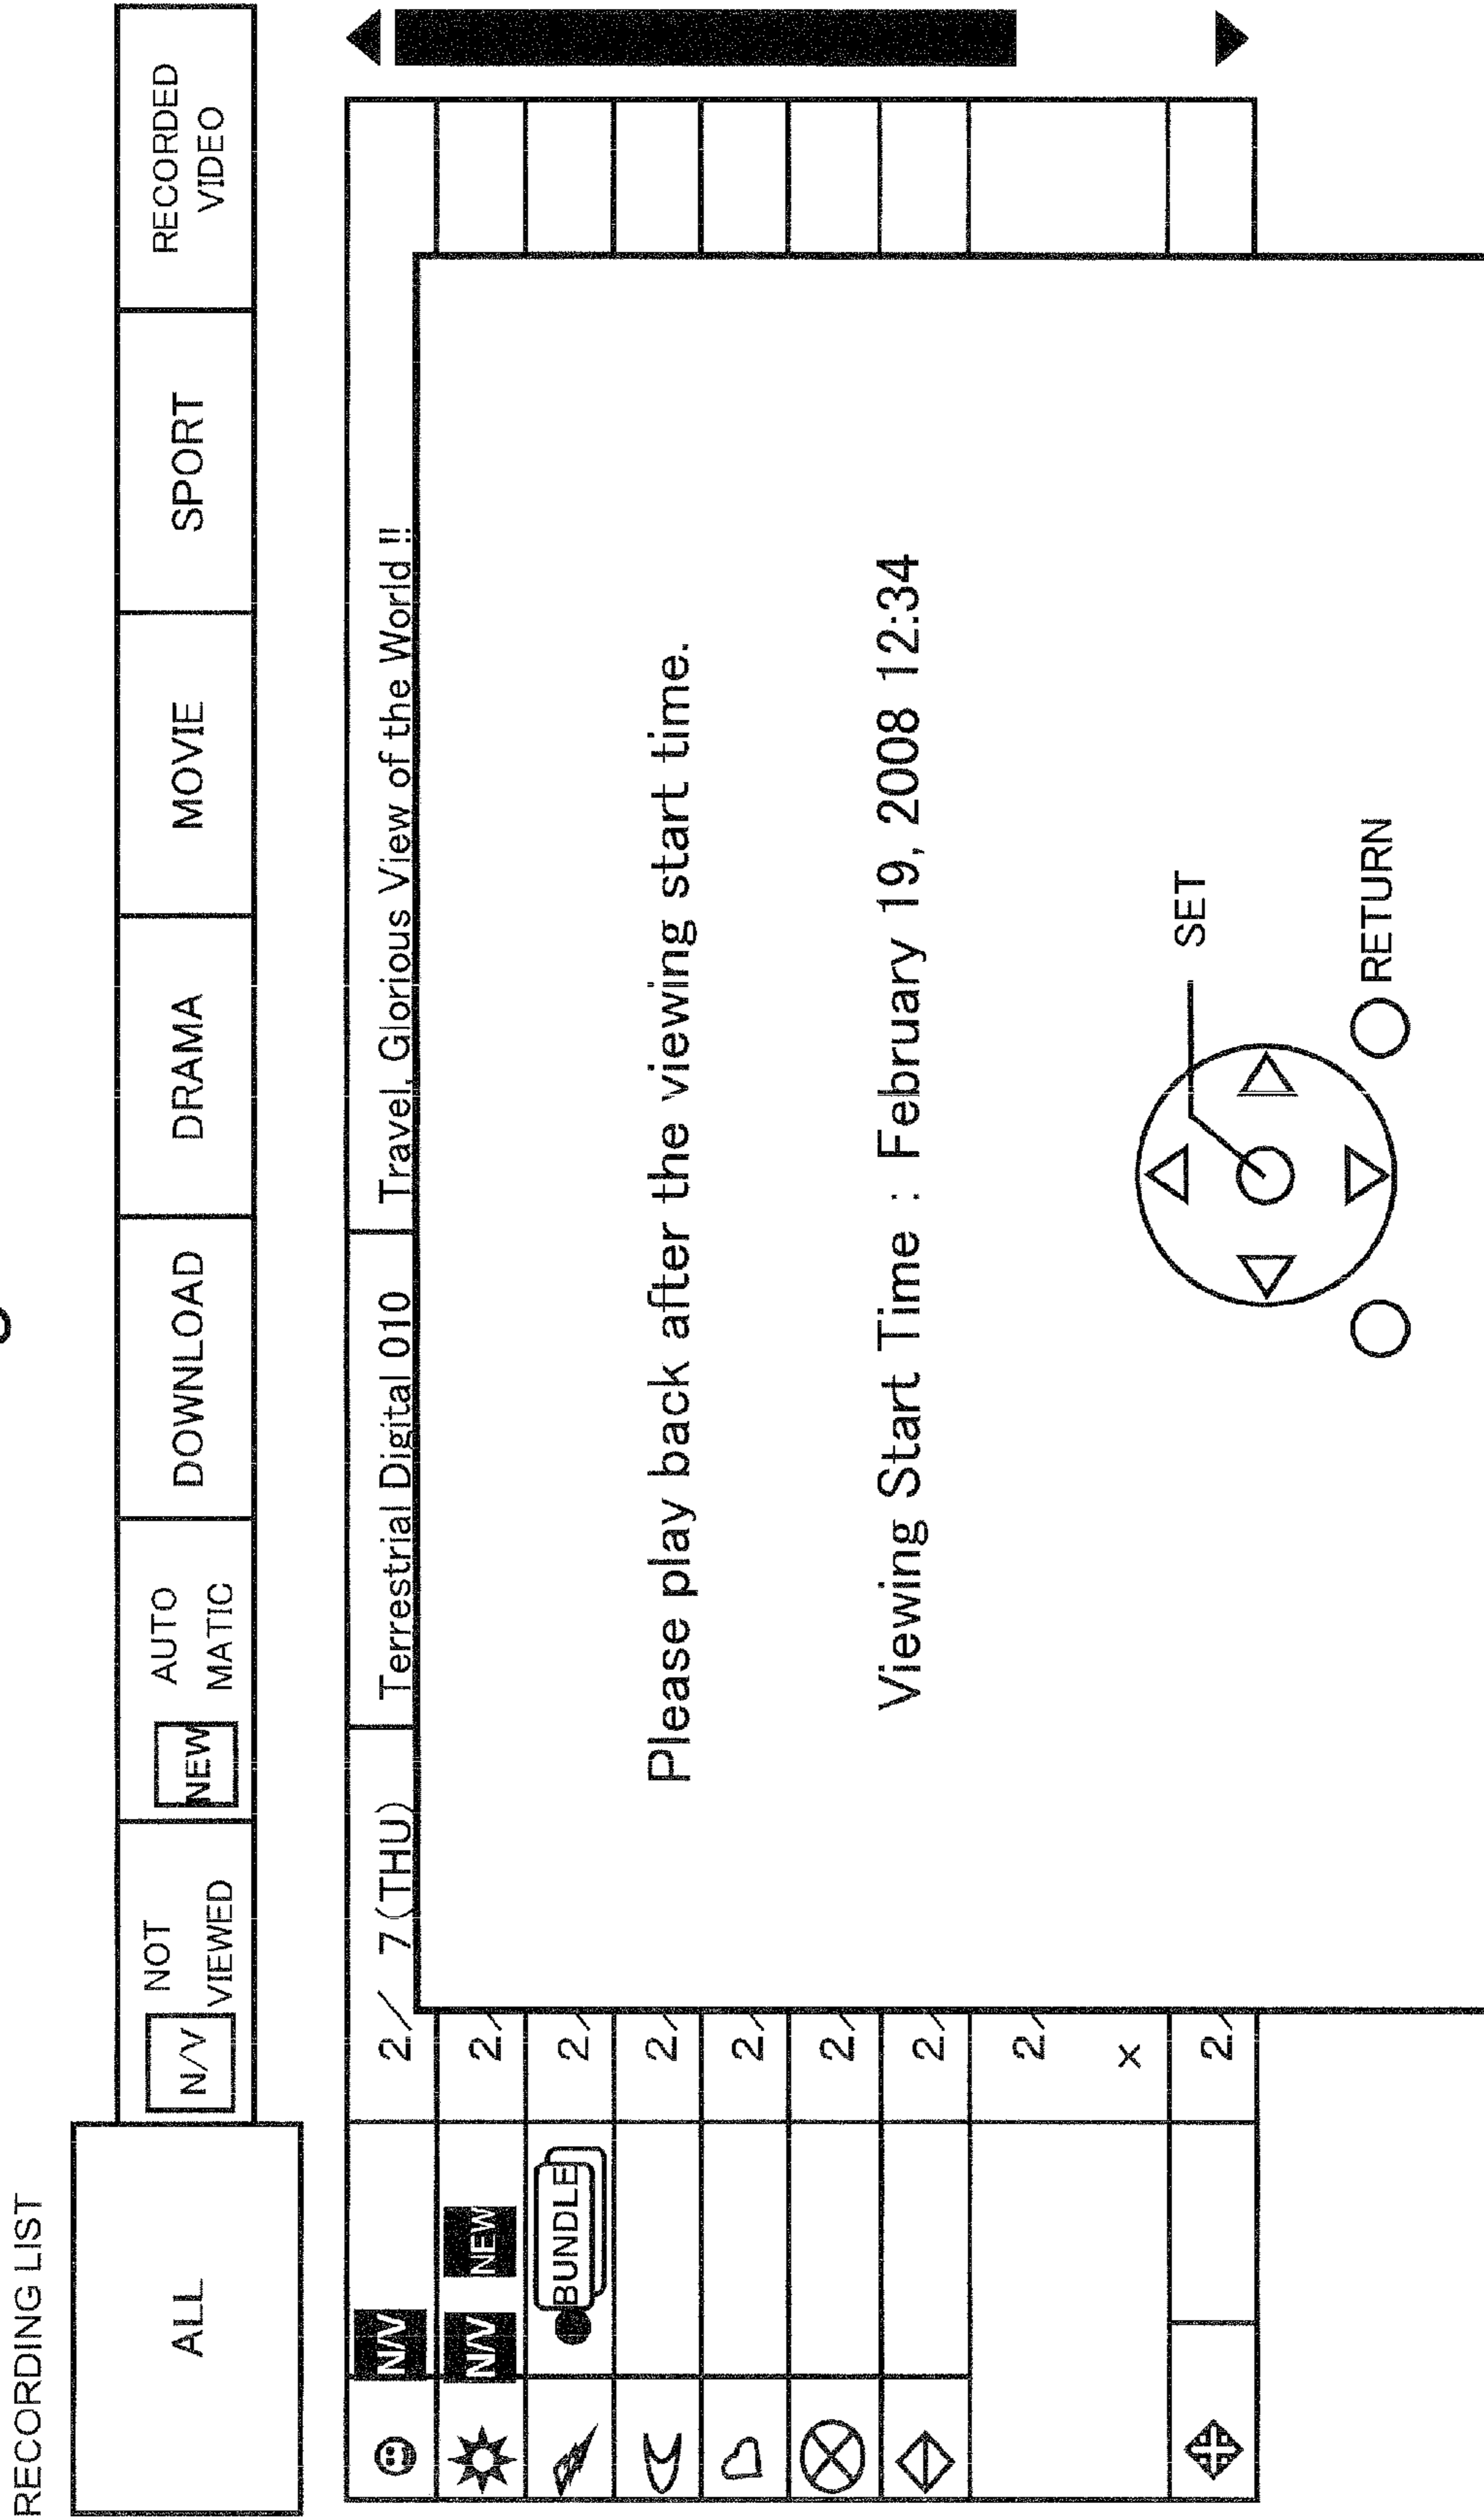 RECORDING LIST
ALL
N/V NOT VIEWED
NEW AUTO MATIC
DOWNLOAD
DRAMA
MOVIE
SPORT
RECORDED VIDEO
N/V 2/ 7(THU) Terrestrial Digital 010 Travel, Glorious View of the World !!
N/V NEW 2/
BUNDLE 2/
2/
2/
2/
2/
2/
x
2/
Please play back after the viewing start time.
Viewing Start Time : February 19, 2008 12:34
SET
RETURN